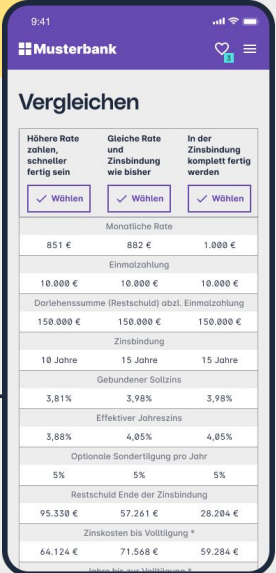 9:41
Musterbank
3
Vergleichen
Höhere Rate zahlen, schneller fertig sein
Gleiche Rate und Zinsbindung wie bisher
In der Zinsbindung komplett fertig werden
Wählen Wählen Wählen
Monatliche Rate
851 € 882 € 1.000 €
Einmalzahlung
10.000 € 10.000 € 10.000 €
Darlehenssumme (Restschuld) abzl. Einmalzahlung
150.000 € 150.000 € 150.000 €
Zinsbindung
10 Jahre 15 Jahre 15 Jahre
Gebundener Sollzins
3,81% 3,98% 3,98%
Effektiver Jahreszins
3,88% 4,05% 4,05%
Optionale Sondertilgung pro Jahr
5% 5% 5%
Restschuld Ende der Zinsbindung
95.330 € 57.261 € 28.204 €
Zinskosten bis Volltilgung *
64.124 € 71.568 € 59.284 €
Jahre bis zur Volltilgung *